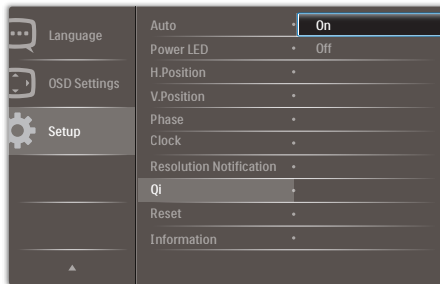 Language
OSD Settings
Setup
Auto
Power LED
H.Position
V.Position
Phase
Clock
Resolution Notification
Qi
Reset
Information
On
Off